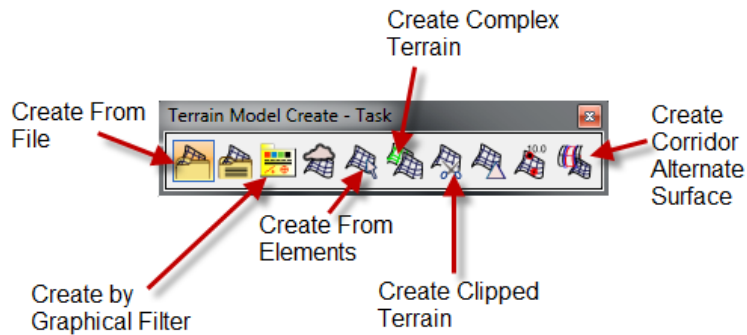 Create Complex
Terrain
Create From
File
Terrain Model Create - Task
Create
Corridor
Alternate
Surface
10.0
Create From
Elements
Create by
Graphical Filter
Create Clipped
Terrain